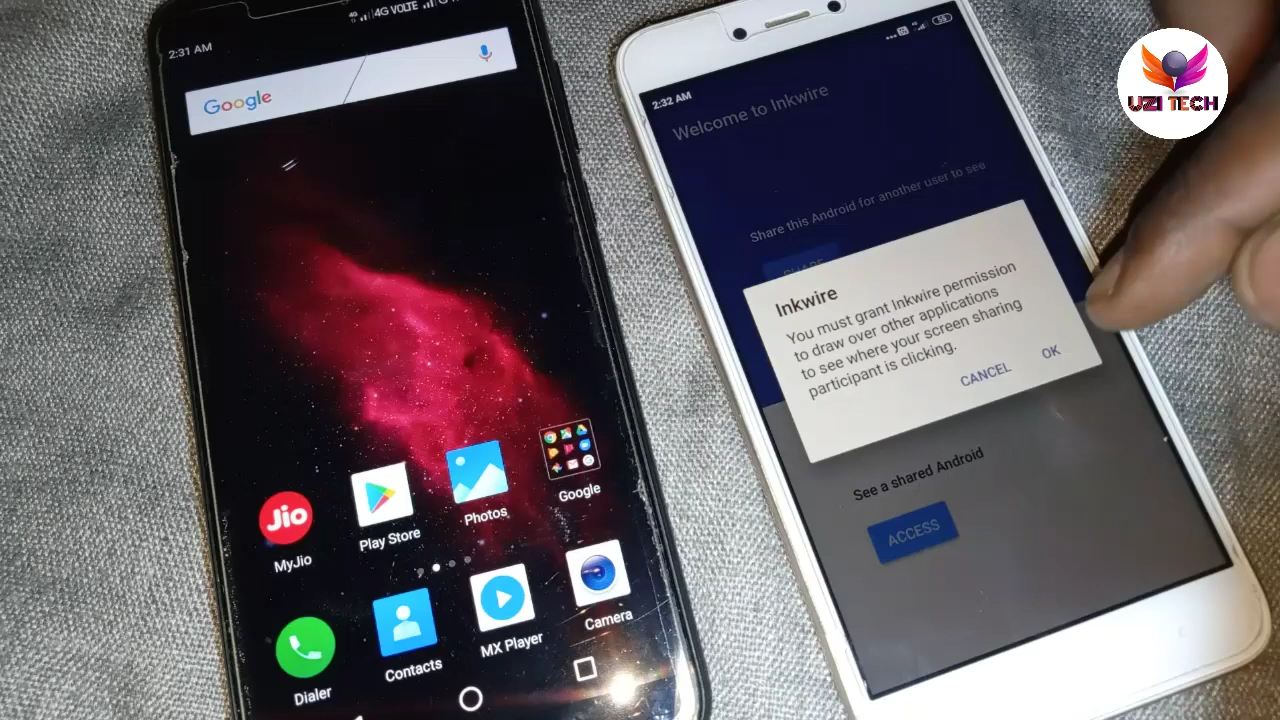 2:31 AM
4G 4G VOLTE
Google
MyJio
Jio
Play Store
Photos
Google
Dialer
Contacts
MX Player
Camera
2:32 AM
Welcome to Inkwire
Share this Android for another user to see
SHARE
Inkwire
You must grant Inkwire permission
to draw over other applications
to see where your screen sharing
participant is clicking.
CANCEL OK
See a shared Android
ACCESS
UZI TECH